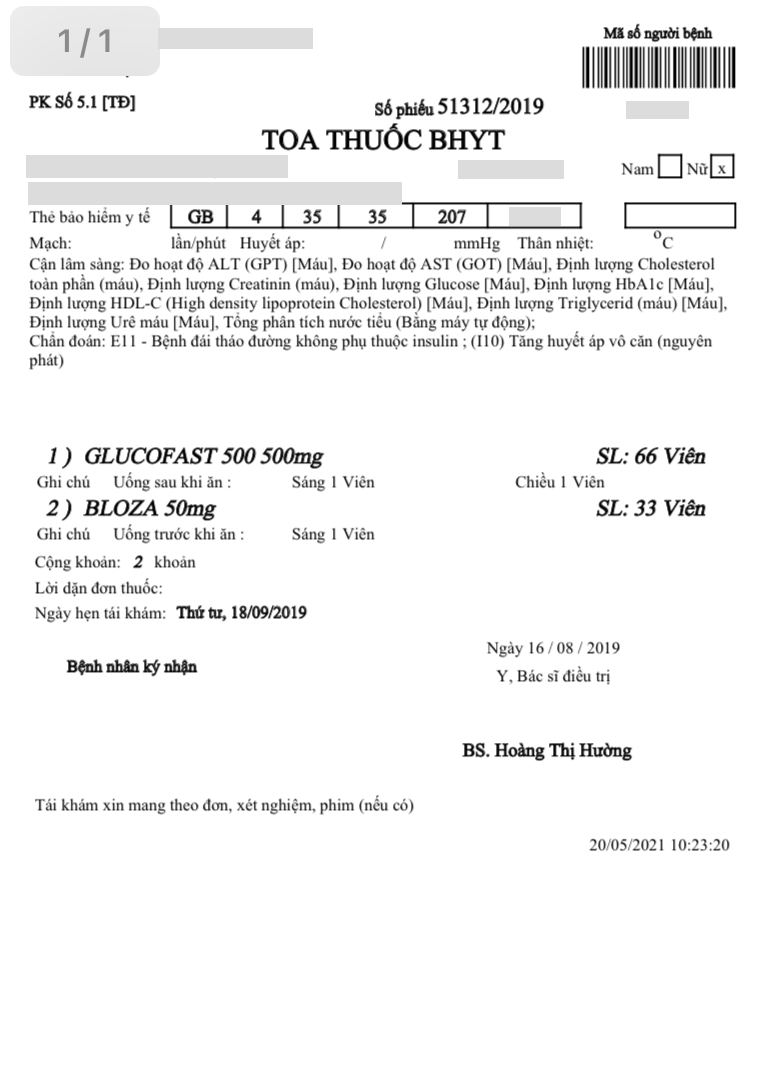 1/1
Mã số người bệnh
PK Số 5.1 [TĐ]
Số phiếu 51312/2019
TOA THUỐC BHYT
Nam Nữ x
Thẻ bảo hiểm y tế GB 4 35 35 207
Mạch: lần/phút Huyết áp: / mmHg Thân nhiệt: °C
Cận lâm sàng: Đo hoạt độ ALT (GPT) [Máu], Đo hoạt độ AST (GOT) [Máu], Định lượng Cholesterol
toàn phần (máu), Định lượng Creatinin (máu), Định lượng Glucose [Máu], Định lượng HbA1c [Máu],
Định lượng HDL-C (High density lipoprotein Cholesterol) [Máu], Định lượng Triglycerid (máu) [Máu],
Định lượng Urê máu [Máu], Tổng phân tích nước tiểu (Bằng máy tự động);
Chẩn đoán: E11 - Bệnh đái tháo đường không phụ thuộc insulin ; (I10) Tăng huyết áp vô căn (nguyên
phát)
1 ) GLUCOFAST 500 500mg SL: 66 Viên
Ghi chú Uống sau khi ăn : Sáng 1 Viên Chiều 1 Viên
2 ) BLOZA 50mg SL: 33 Viên
Ghi chú Uống trước khi ăn : Sáng 1 Viên
Cộng khoản: 2 khoản
Lời dặn đơn thuốc:
Ngày hẹn tái khám: Thứ tư, 18/09/2019
Ngày 16 / 08 / 2019
Bệnh nhân ký nhận
Y, Bác sĩ điều trị
BS. Hoàng Thị Hường
Tái khám xin mang theo đơn, xét nghiệm, phim (nếu có)
20/05/2021 10:23:20